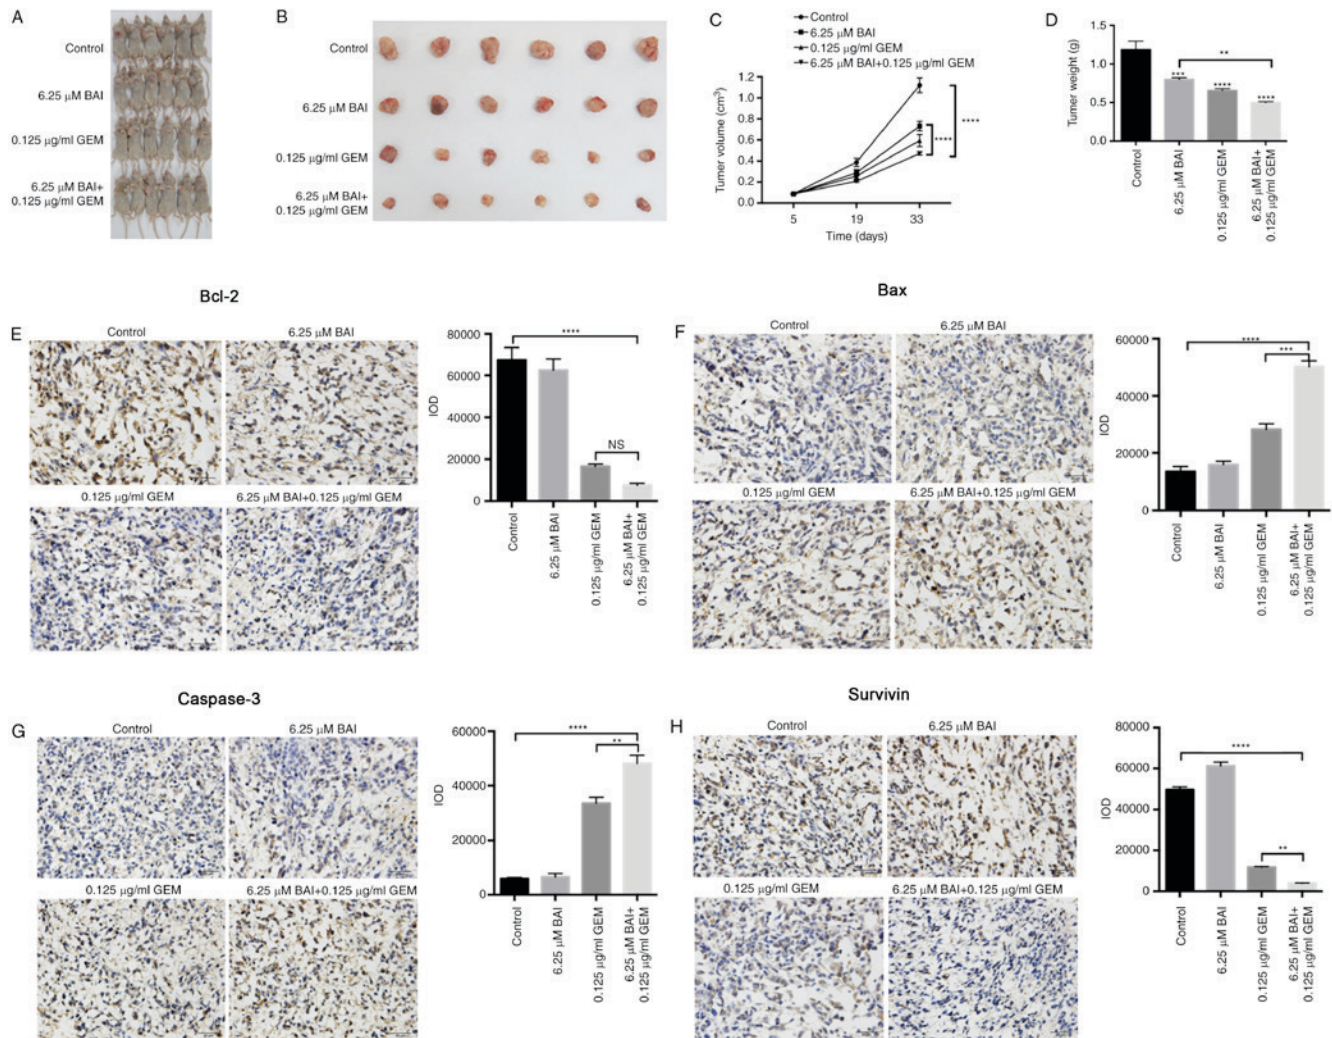 A
Control
6.25 μM BAI
0.125 μg/ml GEM
6.25 μM BAI+
0.125 μg/ml GEM
B
Control
6.25 μM BAI
0.125 μg/ml GEM
6.25 μM BAI+
0.125 μg/ml GEM
C
Control
6.25 μM BAI
0.125 μg/ml GEM
6.25 μM BAI+0.125 μg/ml GEM
Tumer volume (cm³)
1.2
1.0
0.8
0.6
0.4
0.2
0.0
****
****
5
19
33
Time (days)
D
Tumer weight (g)
1.5
1.0
0.5
0.0
**
***
****
****
Control
6.25 μM BAI
0.125 μg/ml GEM
6.25 μM BAI+
0.125 μg/ml GEM
Bcl-2
E
Control
6.25 μM BAI
0.125 μg/ml GEM
6.25 μM BAI+0.125 μg/ml GEM
IOD
80000
60000
40000
20000
0
****
NS
Control
6.25 μM BAI
0.125 μg/ml GEM
6.25 μM BAI+
0.125 μg/ml GEM
Bax
F
Control
6.25 μM BAI
0.125 μg/ml GEM
6.25 μM BAI+0.125 μg/ml GEM
IOD
60000
40000
20000
0
****
***
Control
6.25 μM BAI
0.125 μg/ml GEM
6.25 μM BAI+
0.125 μg/ml GEM
Caspase-3
G
Control
6.25 μM BAI
0.125 μg/ml GEM
6.25 μM BAI+0.125 μg/ml GEM
IOD
60000
40000
20000
0
****
**
Control
6.25 μM BAI
0.125 μg/ml GEM
6.25 μM BAI+
0.125 μg/ml GEM
Survivin
H
Control
6.25 μM BAI
0.125 μg/ml GEM
6.25 μM BAI+0.125 μg/ml GEM
IOD
80000
60000
40000
20000
0
****
**
Control
6.25 μM BAI
0.125 μg/ml GEM
6.25 μM BAI+
0.125 μg/ml GEM